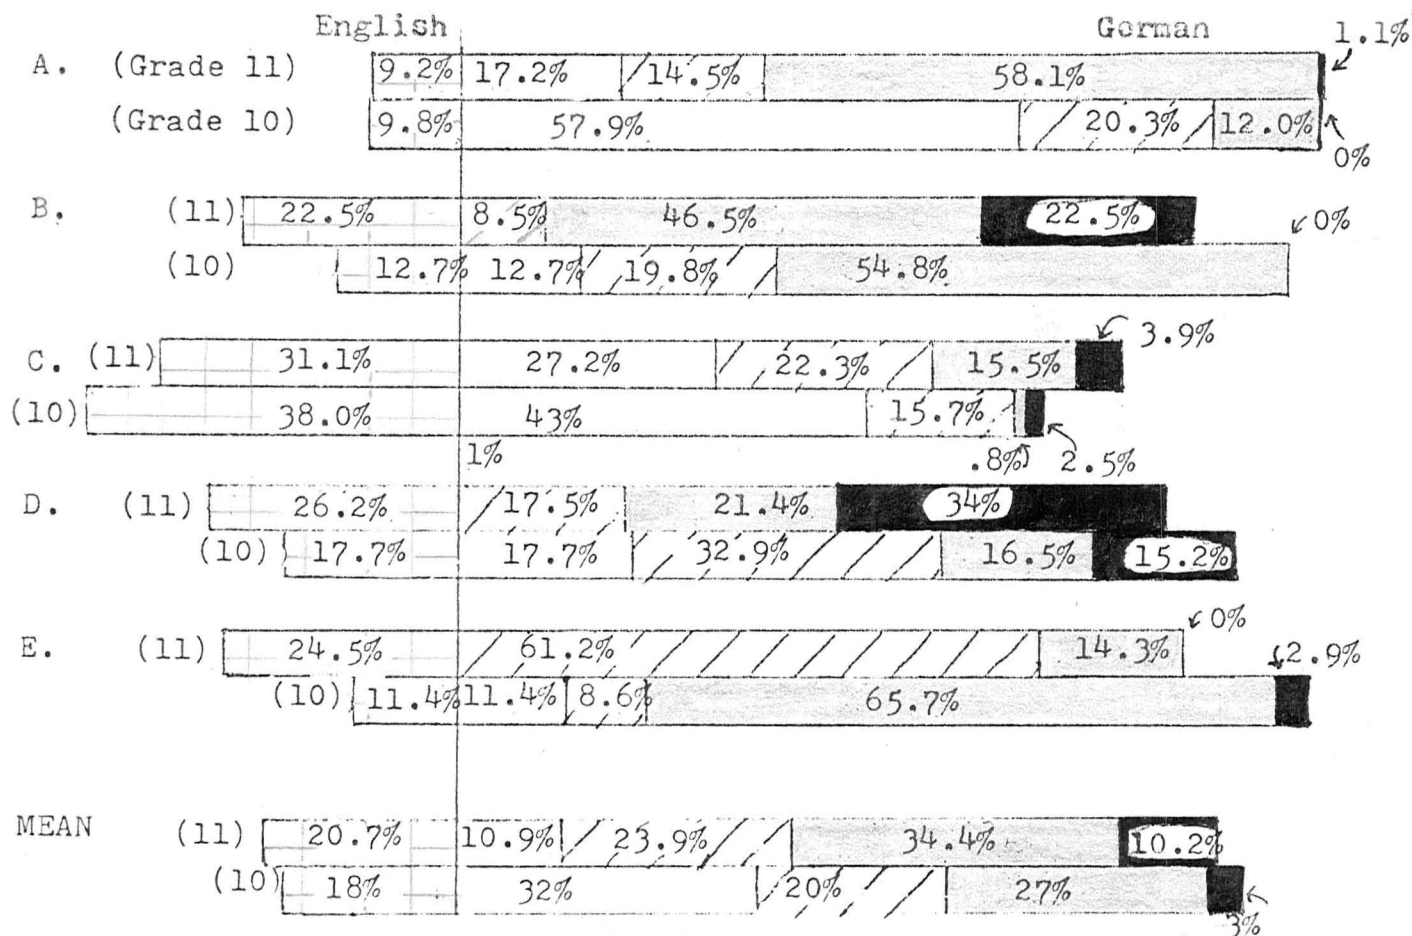 English German
1.1%
A. (Grade 11) 9.2% 17.2% 14.5% 58.1%
(Grade 10) 9.8% 57.9% 20.3% 12.0%
0%
B. (11) 22.5% 8.5% 46.5% 22.5% 0%
(10) 12.7% 12.7% 19.8% 54.8%
3.9%
C. (11) 31.1% 27.2% 22.3% 15.5%
(10) 38.0% 43% 15.7%
1% .8% 2.5%
D. (11) 26.2% 17.5% 21.4% 34%
(10) 17.7% 17.7% 32.9% 16.5% 15.2%
0%
E. (11) 24.5% 61.2% 14.3% 2.9%
(10) 11.4% 11.4% 8.6% 65.7%
MEAN (11) 20.7% 10.9% 23.9% 34.4% 10.2%
(10) 18% 32% 20% 27%
3%